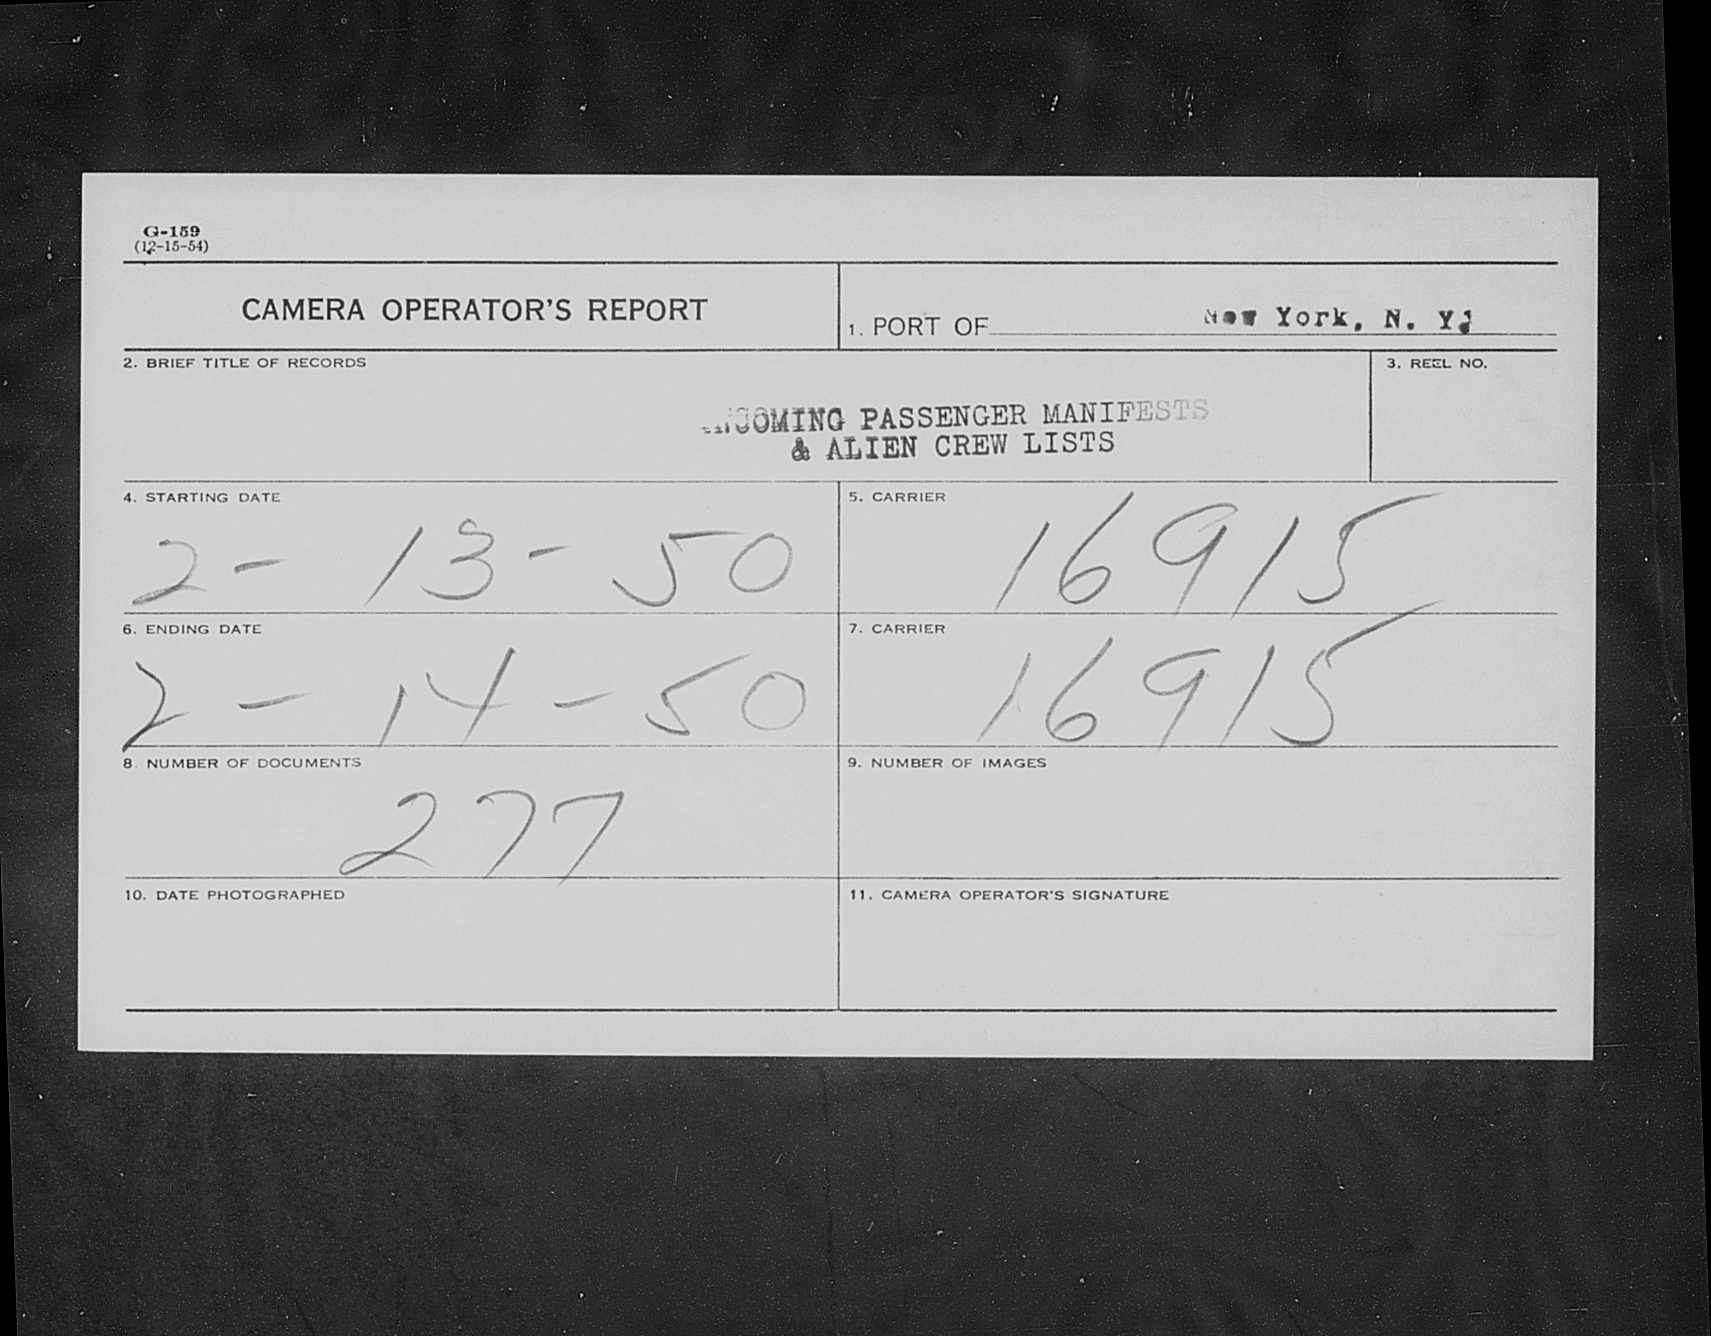 G-159
(12-15-54)
CAMERA OPERATOR'S REPORT
1. PORT OF New York, N. Y.
2. BRIEF TITLE OF RECORDS
3. REEL NO.
INCOMING PASSENGER MANIFESTS
& ALIEN CREW LISTS
4. STARTING DATE
2- 13- 50
5. CARRIER
16915
6. ENDING DATE
2- 14-50
7. CARRIER
16915
8. NUMBER OF DOCUMENTS
277
9. NUMBER OF IMAGES
10. DATE PHOTOGRAPHED
11. CAMERA OPERATOR'S SIGNATURE